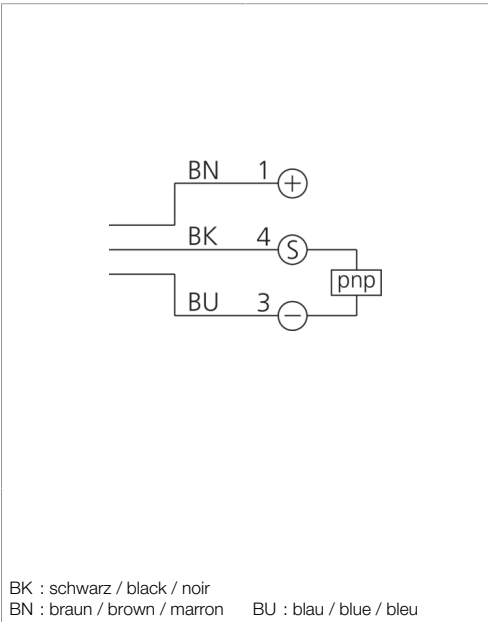 BN 1 +
BK 4 S
pnp
BU 3 −
BK : schwarz / black / noir
BN : braun / brown / marron BU : blau / blue / bleu